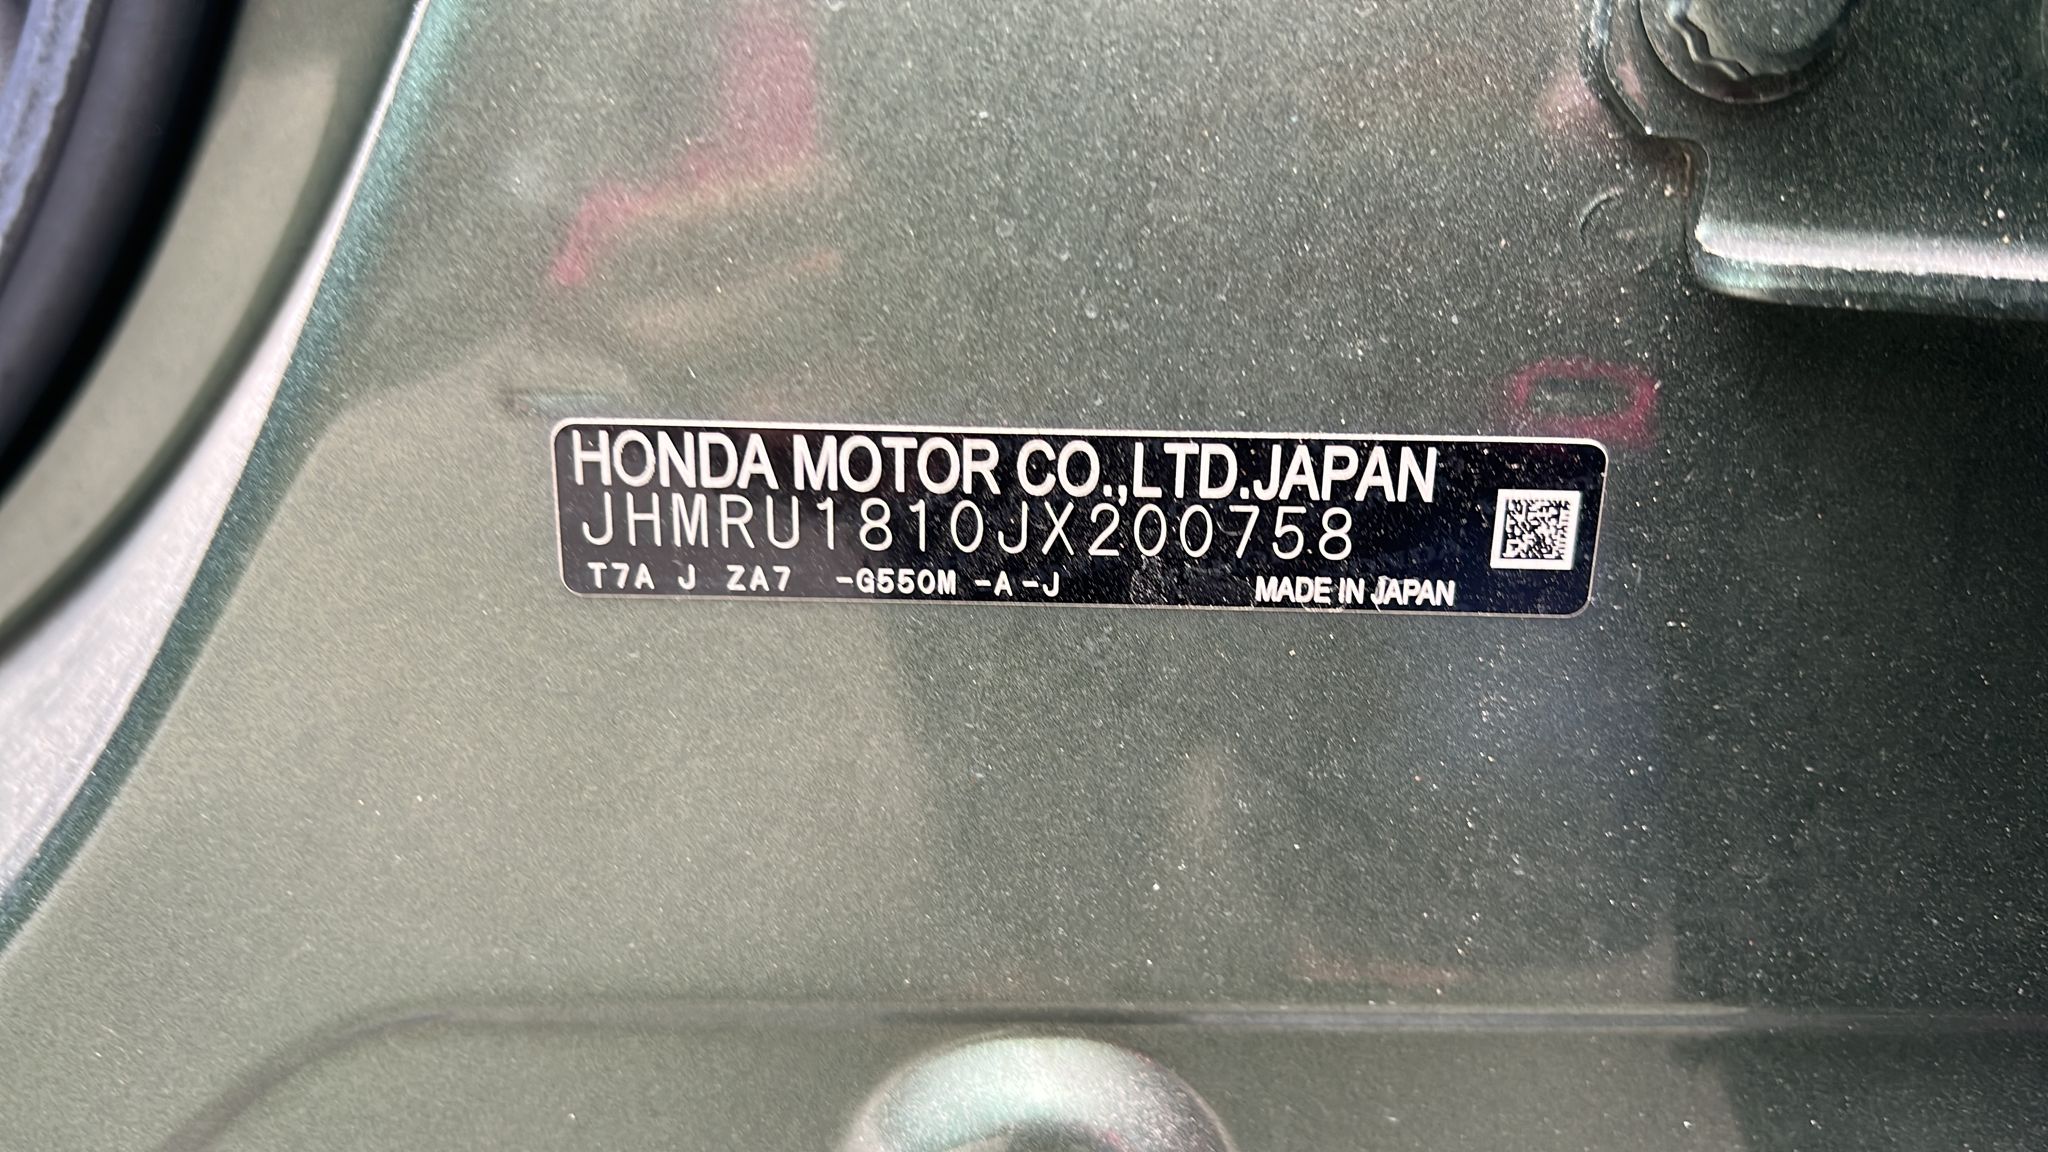 HONDA MOTOR CO.,LTD.JAPAN
JHMRU1810JX200758
T7A J ZA7 -G550M -A-J
MADE IN JAPAN